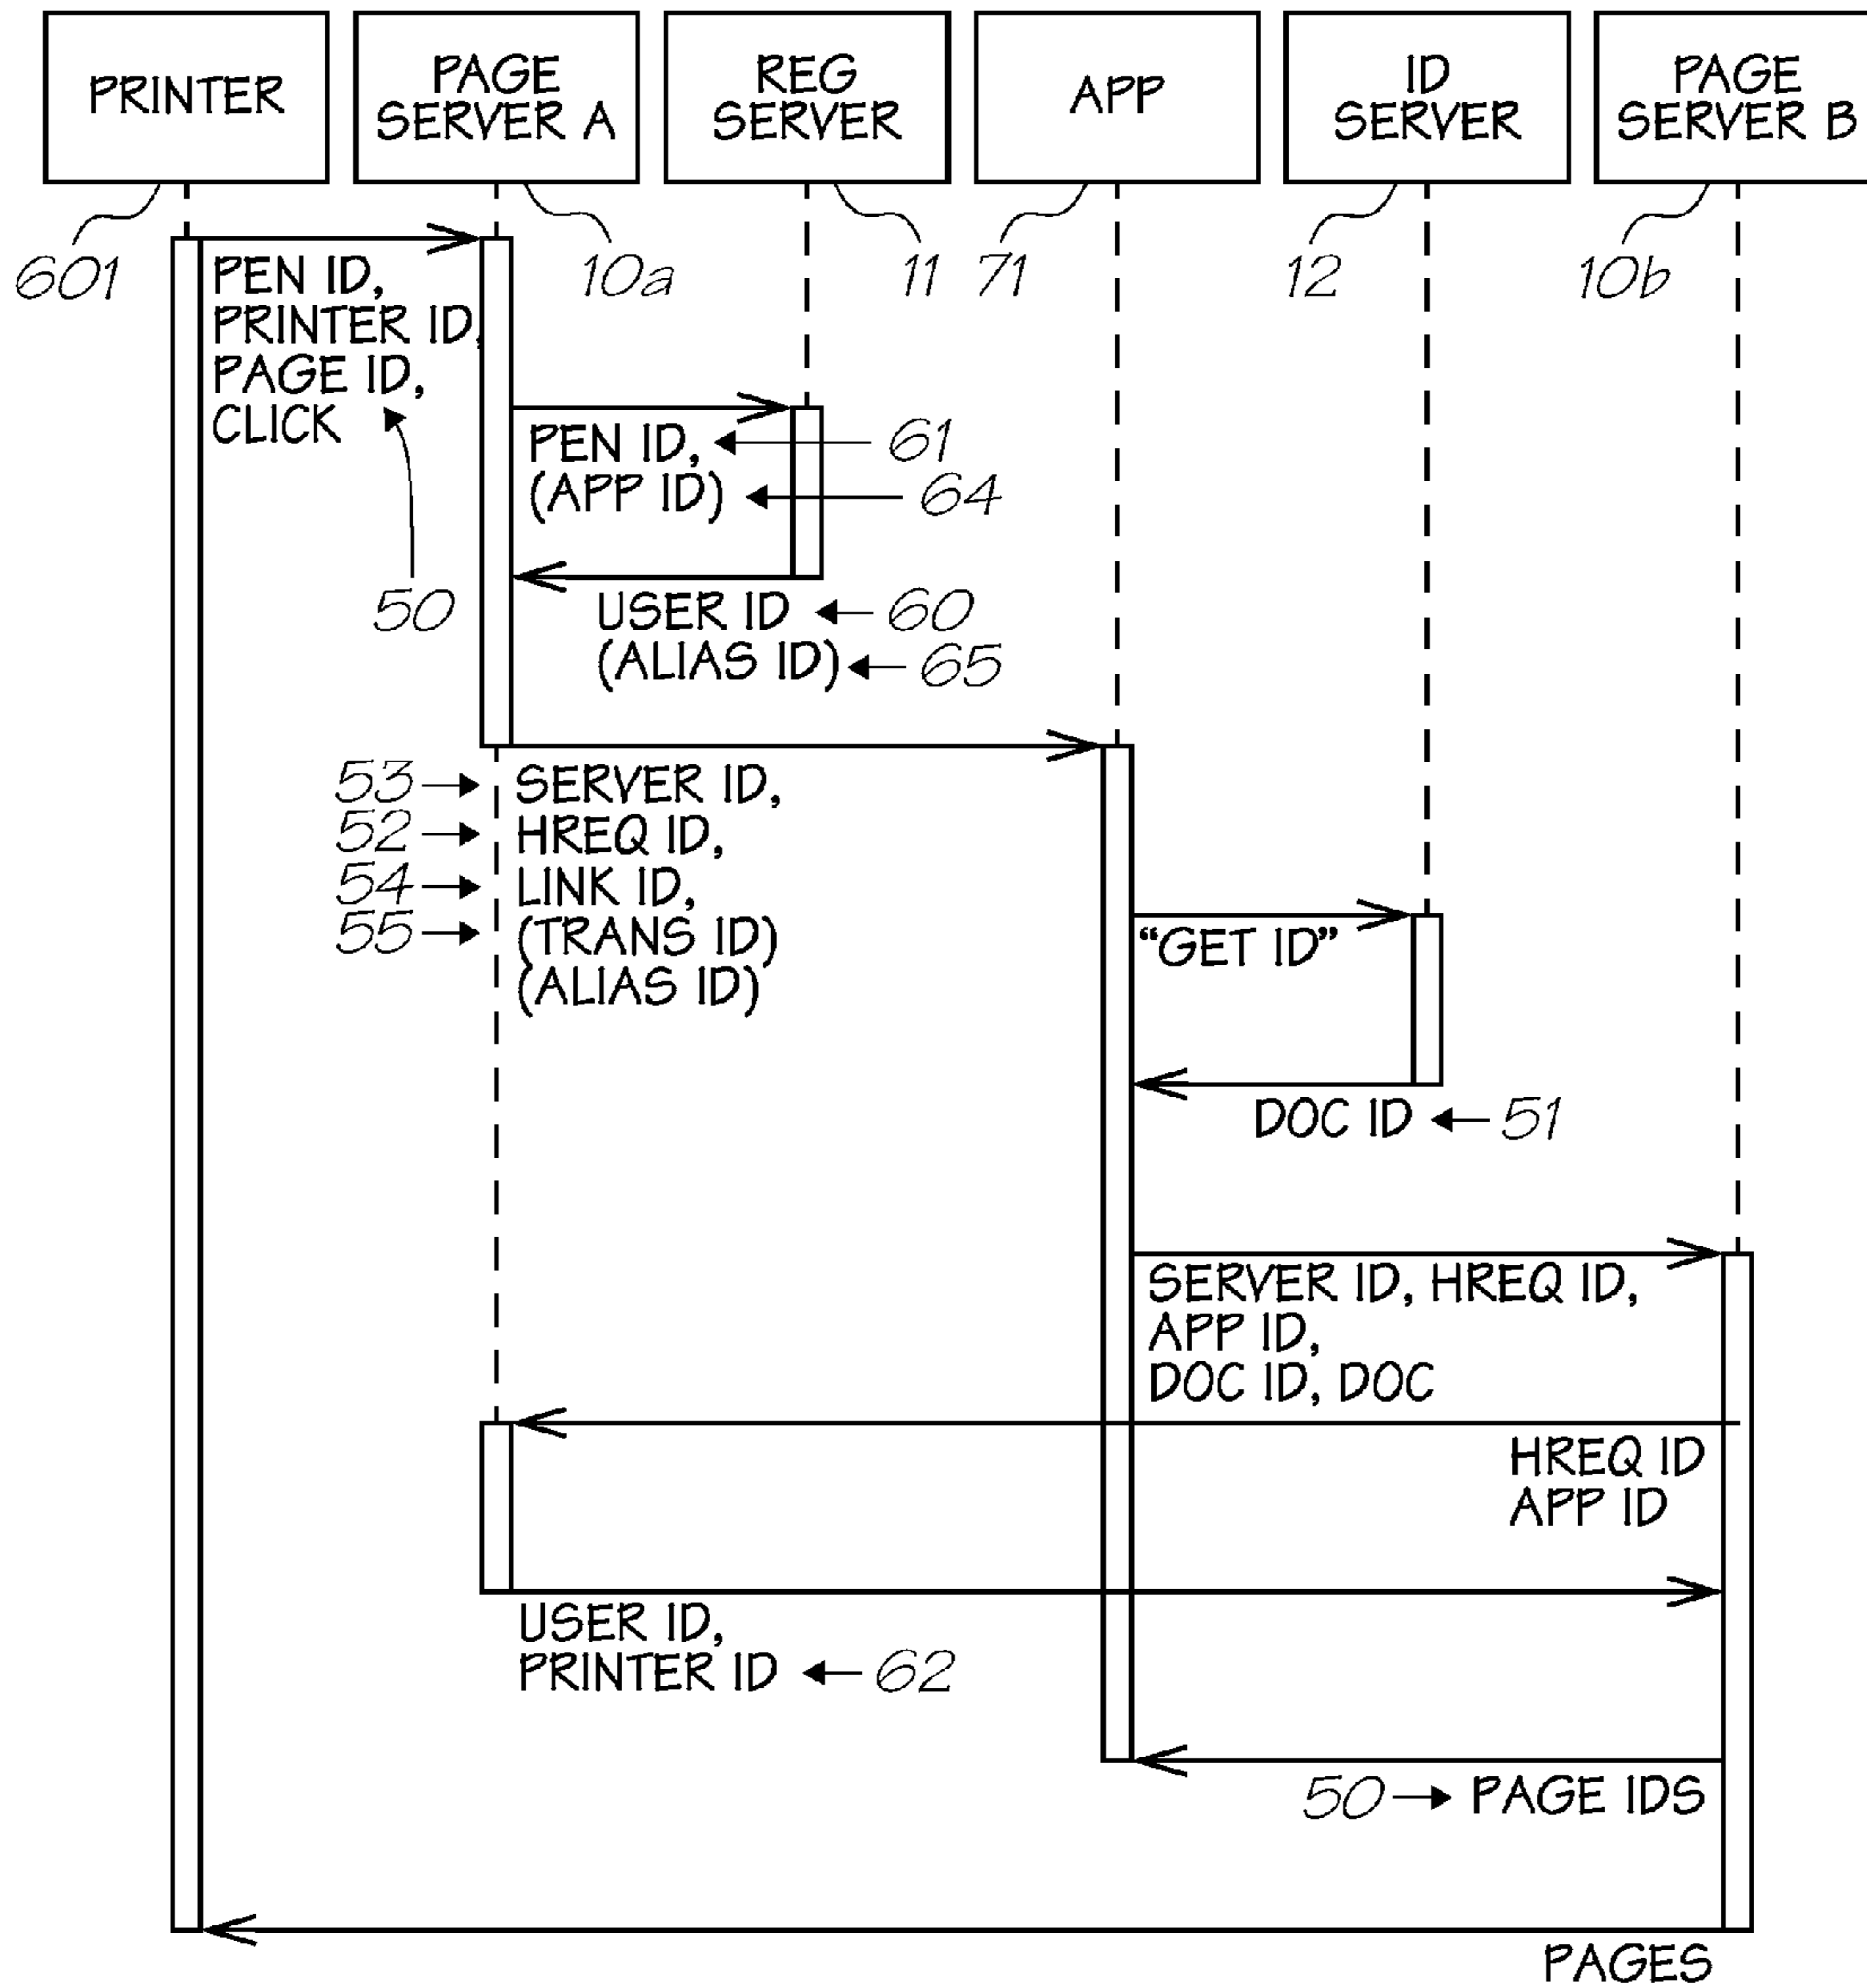 PRINTER
PAGE
SERVER A
REG
SERVER
APP
ID
SERVER
PAGE
SERVER B
601
10a
11
71
12
10b
PEN ID,
PRINTER ID,
PAGE ID,
CLICK
50
PEN ID,
61
(APP ID)
64
USER ID
60
(ALIAS ID)
65
53
SERVER ID,
52
HREQ ID,
54
LINK ID,
55
(TRANS ID)
(ALIAS ID)
“GET ID”
DOC ID
51
SERVER ID, HREQ ID,
APP ID,
DOC ID, DOC
HREQ ID
APP ID
USER ID,
PRINTER ID
62
50
PAGE IDS
PAGES